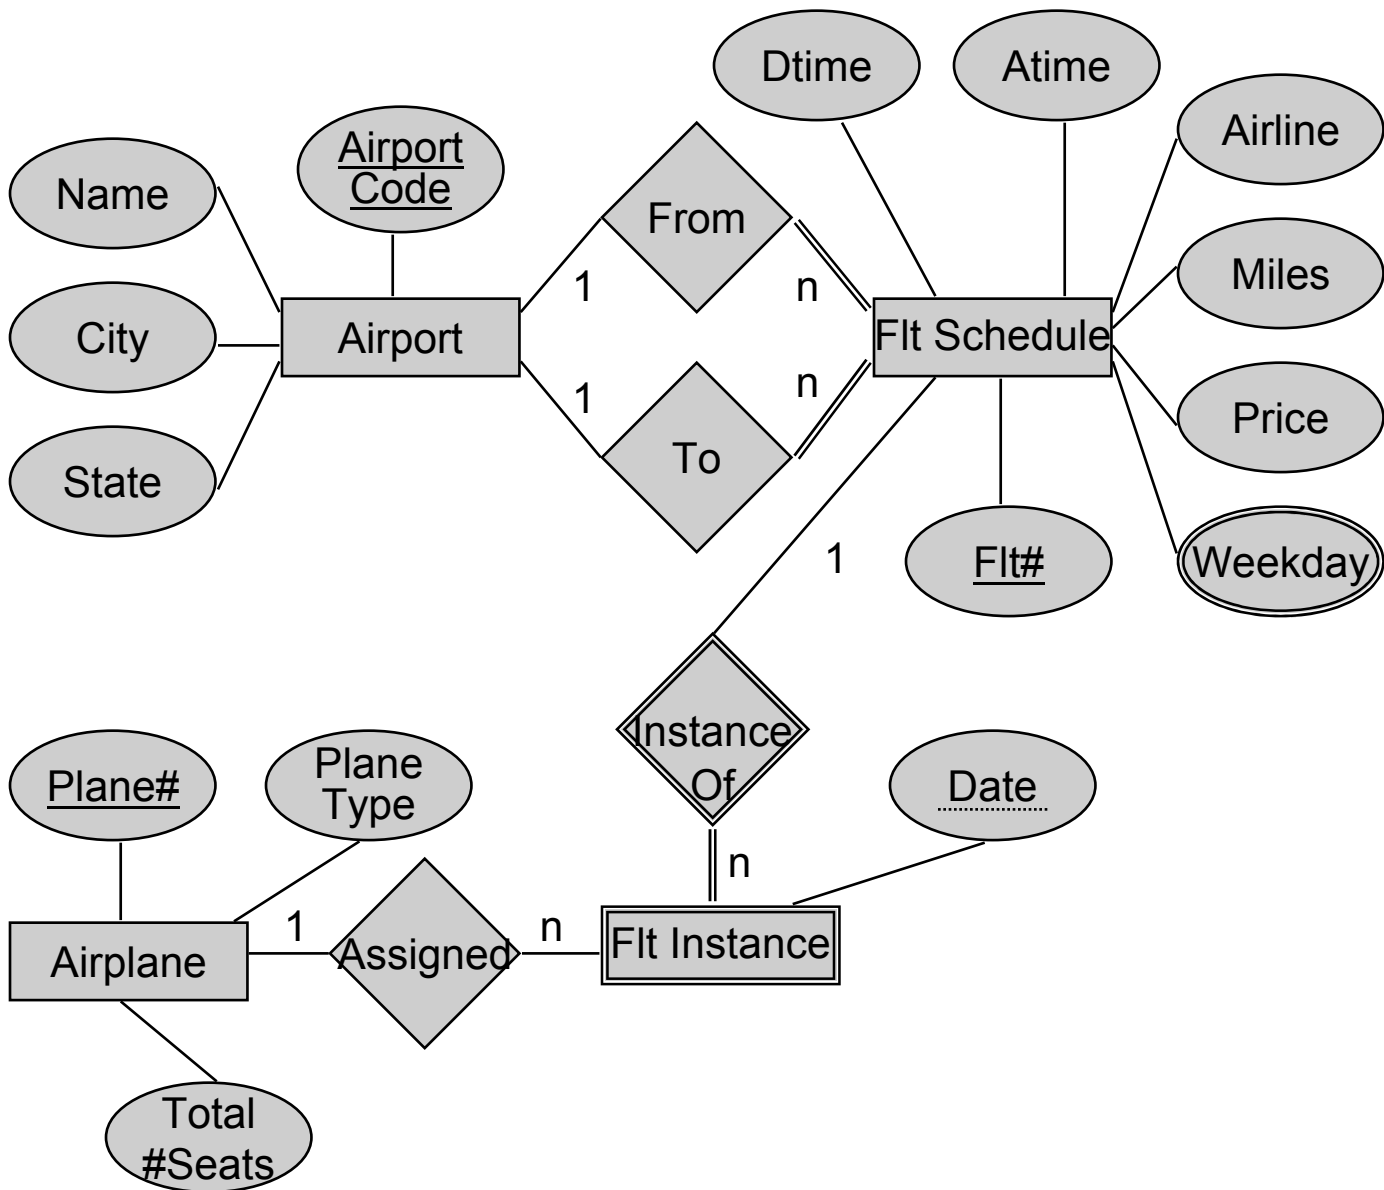 Dtime
Atime
Airline
Airport
Code
Name
From
Miles
1
n
City
Airport
Flt Schedule
1
n
Price
State
To
1
Flt#
Weekday
Instance
Of
Plane#
Plane
Type
Date
n
1
n
Airplane
Assigned
Flt Instance
Total
#Seats